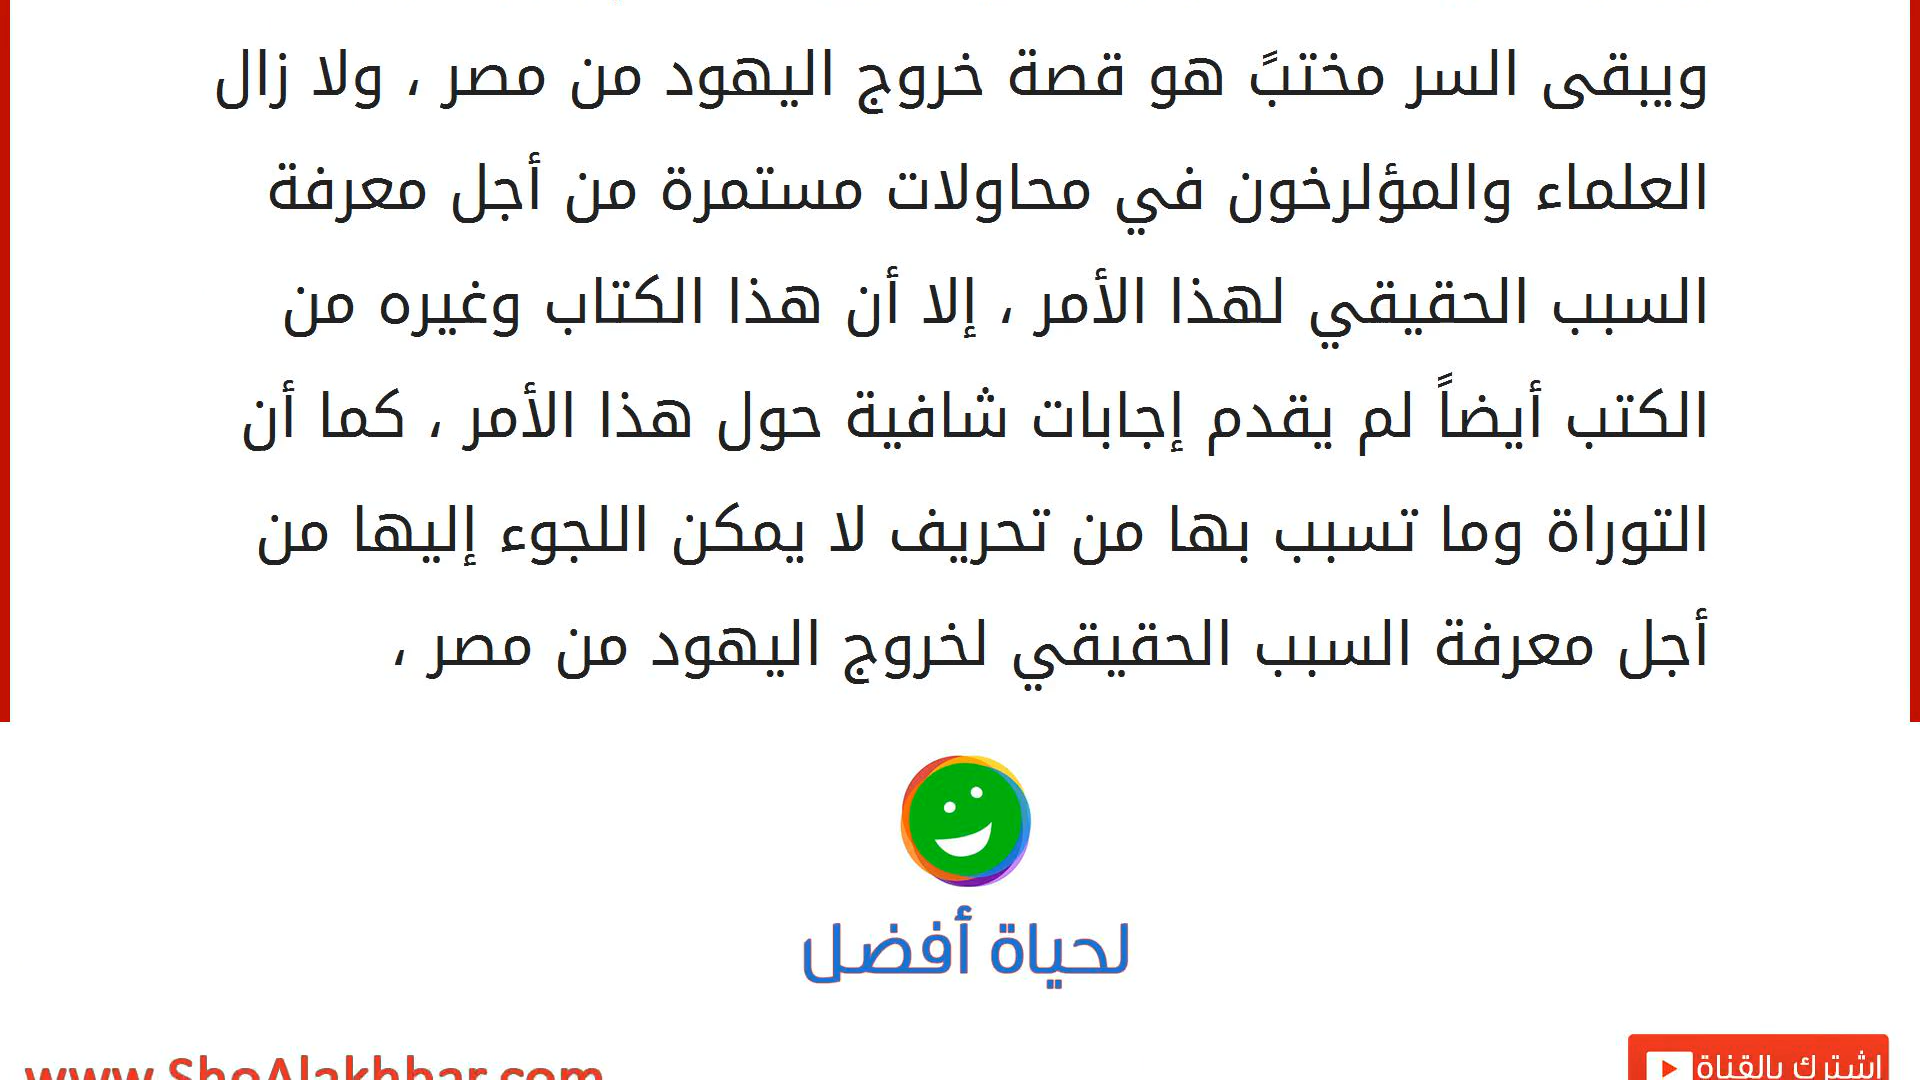 ويبقى السر مختبً هو قصة خروج اليهود من مصر ، ولا زال
العلماء والمؤلرخون في محاولات مستمرة من أجل معرفة
السبب الحقيقي لهذا الأمر ، إلا أن هذا الكتاب وغيره من
الكتب أيضاً لم يقدم إجابات شافية حول هذا الأمر ، كما أن
التوراة وما تسبب بها من تحريف لا يمكن اللجوء إليها من
أجل معرفة السبب الحقيقي لخروج اليهود من مصر ،
لحياة أفضل
www.ShoAlakhbar.com
اشترك بالقناة